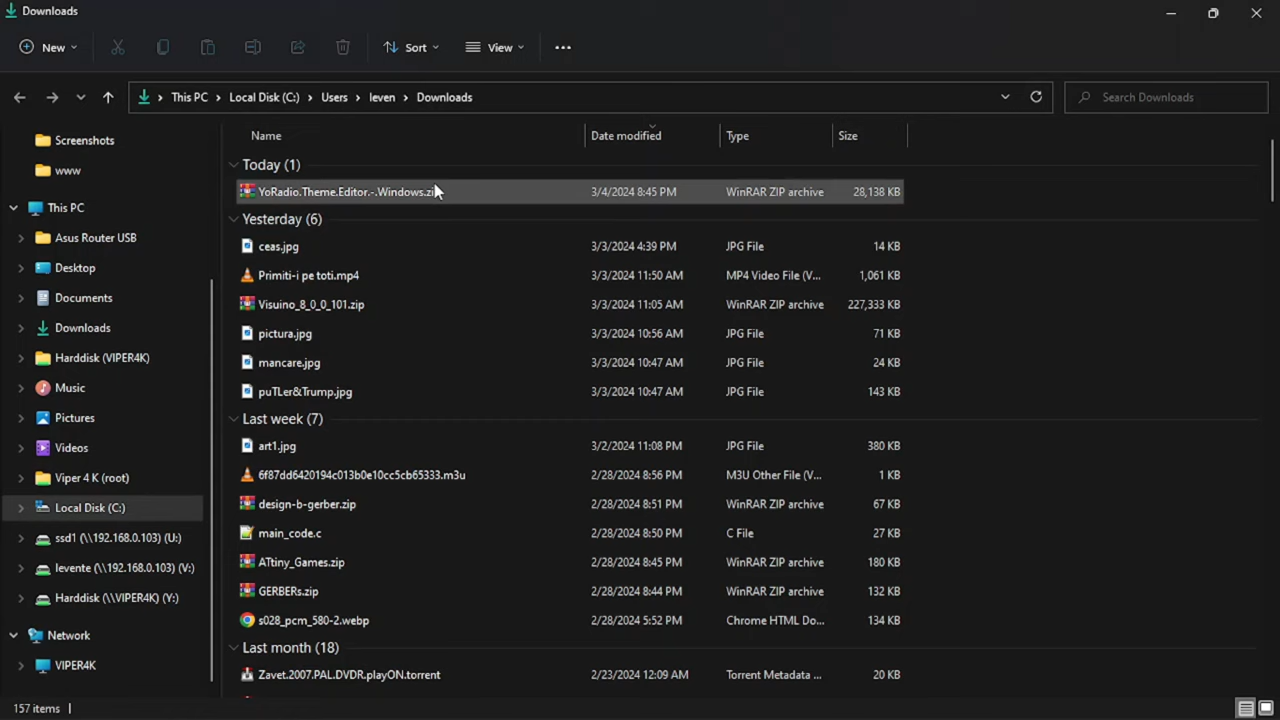 Downloads
New Sort View
This PC Local Disk (C:) Users leven Downloads Search Downloads
Screenshots
www
This PC
Asus Router USB
Desktop
Documents
Downloads
Harddisk (VIPER4K)
Music
Pictures
Videos
Viper 4 K (root)
Local Disk (C:)
ssd1 (\\192.168.0.103) (U:)
levente (\\192.168.0.103) (V:)
Harddisk (\\VIPER4K) (Y:)
Network
VIPER4K
Name Date modified Type Size
Today (1)
YoRadio.Theme.Editor.-.Windows.zip 3/4/2024 8:45 PM WinRAR ZIP archive 28,138 KB
Yesterday (6)
ceas.jpg 3/3/2024 4:39 PM JPG File 14 KB
Primiti-i pe toti.mp4 3/3/2024 11:50 AM MP4 Video File (V... 1,061 KB
Visuino_8_0_0_101.zip 3/3/2024 11:05 AM WinRAR ZIP archive 227,333 KB
pictura.jpg 3/3/2024 10:56 AM JPG File 71 KB
mancare.jpg 3/3/2024 10:47 AM JPG File 24 KB
puTLer&Trump.jpg 3/3/2024 10:47 AM JPG File 143 KB
Last week (7)
art1.jpg 3/2/2024 11:08 PM JPG File 380 KB
6f87dd6420194c013b0e10cc5cb65333.m3u 2/28/2024 8:56 PM M3U Other File (V... 1 KB
design-b-gerber.zip 2/28/2024 8:51 PM WinRAR ZIP archive 67 KB
main_code.c 2/28/2024 8:50 PM C File 27 KB
ATtiny_Games.zip 2/28/2024 8:45 PM WinRAR ZIP archive 180 KB
GERBERs.zip 2/28/2024 8:44 PM WinRAR ZIP archive 132 KB
s028_pcm_580-2.webp 2/28/2024 5:52 PM Chrome HTML Do... 134 KB
Last month (18)
Zavet.2007.PAL.DVDR.playON.torrent 2/23/2024 12:09 AM Torrent Metadata ... 20 KB
157 items